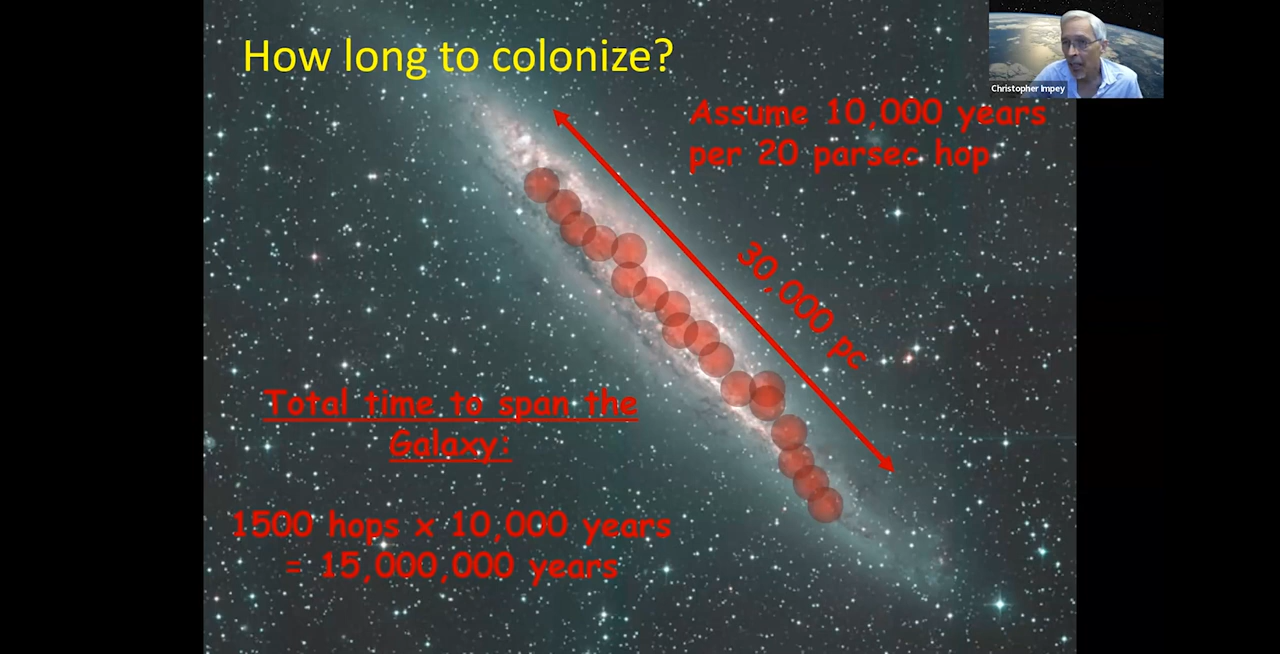 How long to colonize?
Christopher Impey
Assume 10,000 years
per 20 parsec hop
30,000 pc
Total time to span the
Galaxy:
1500 hops x 10,000 years
= 15,000,000 years